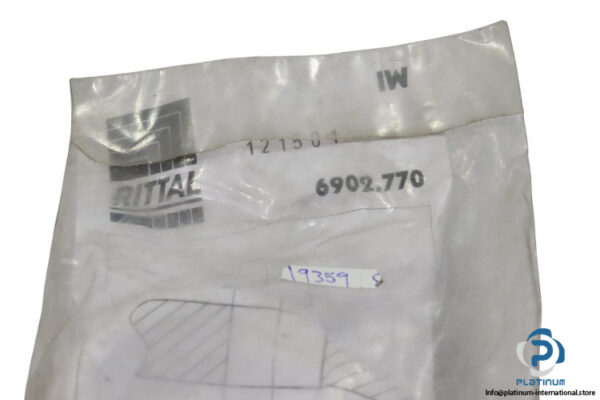 IW
121501
RITTAL
6902.770
19359 S
PLATINUM
Info@platinum-international.store